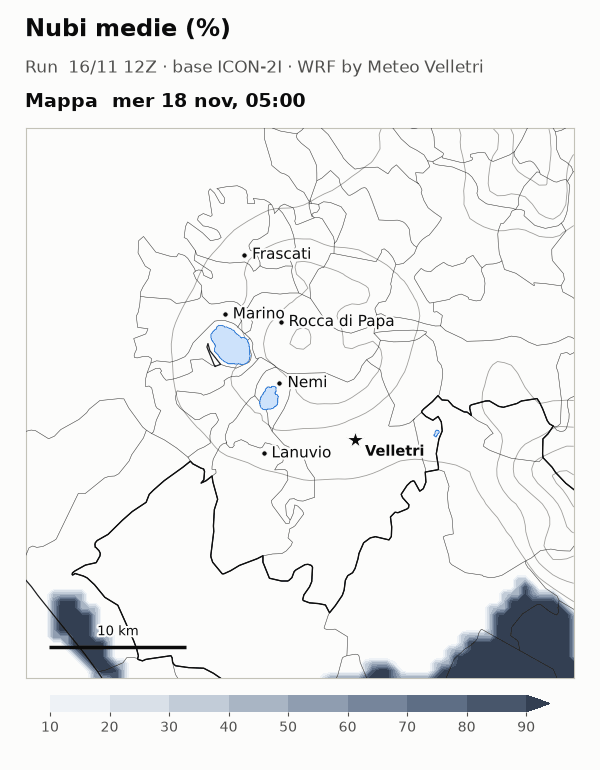 Nubi medie (%)
Run  16/11 12Z · base ICON-2I · WRF by Meteo Velletri
Mappa  mer 18 nov, 05:00
Frascati
Marino
Rocca di Papa
Nemi
Velletri
Lanuvio
10 km
10 20 30 40 50 60 70 80 90